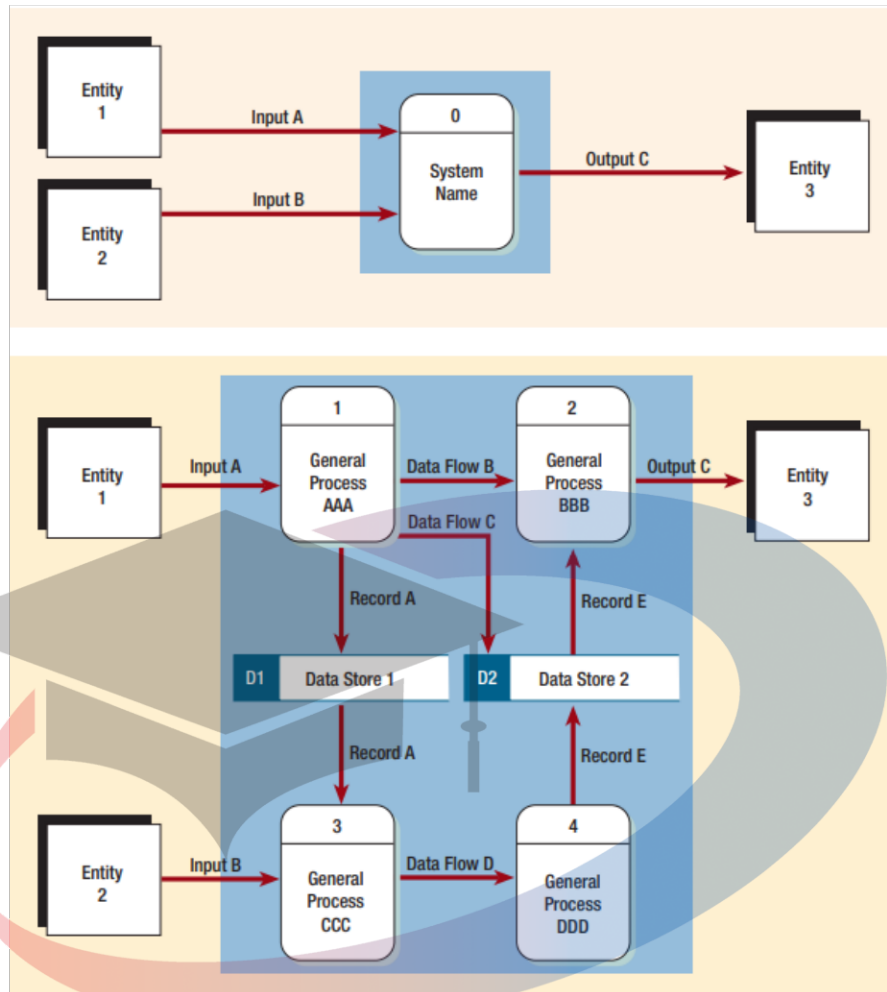 Entity
1
Input A
0
System
Name
Output C
Entity
3
Entity
2
Input B
Entity
1
Input A
1
General
Process
AAA
Data Flow B
2
General
Process
BBB
Output C
Entity
3
Data Flow C
Record A
Record E
D1 Data Store 1
D2 Data Store 2
Record A
Record E
Entity
2
Input B
3
General
Process
CCC
Data Flow D
4
General
Process
DDD